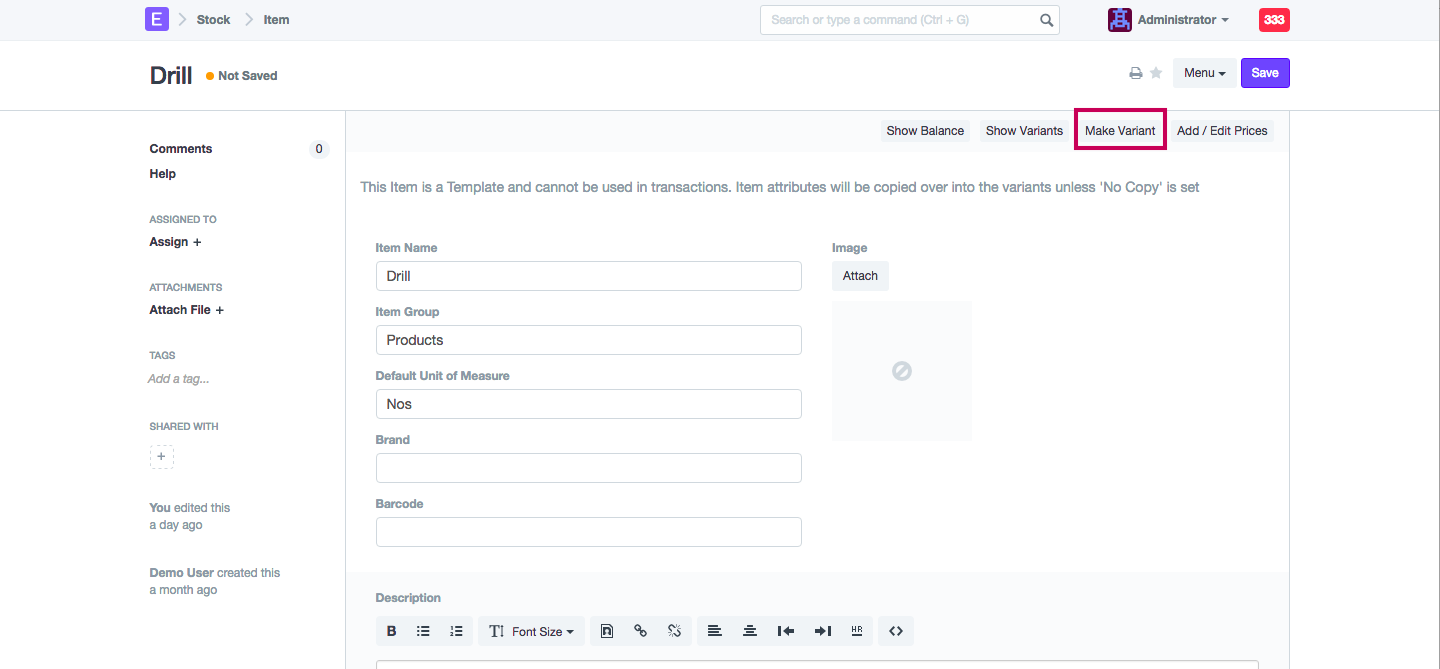 E Stock Item Search or type a command (Ctrl + G) Administrator 333
Drill Not Saved Menu Save
Show Balance Show Variants Make Variant Add / Edit Prices
Comments 0
Help
ASSIGNED TO
Assign +
ATTACHMENTS
Attach File +
TAGS
Add a tag...
SHARED WITH
+
You edited this
a day ago
Demo User created this
a month ago
This Item is a Template and cannot be used in transactions. Item attributes will be copied over into the variants unless 'No Copy' is set
Item Name
Drill
Item Group
Products
Default Unit of Measure
Nos
Brand
Barcode
Image
Attach
Description
B Font Size HR